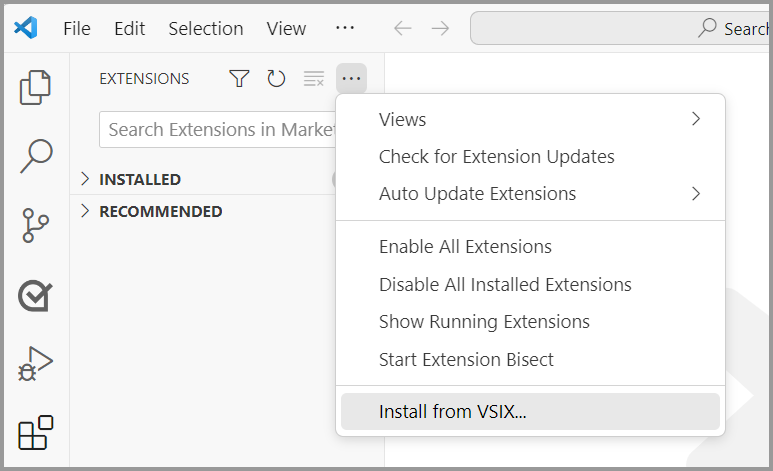 File Edit Selection View ... Search
EXTENSIONS ...
Search Extensions in Market
INSTALLED
RECOMMENDED
Views
Check for Extension Updates
Auto Update Extensions
Enable All Extensions
Disable All Installed Extensions
Show Running Extensions
Start Extension Bisect
Install from VSIX...